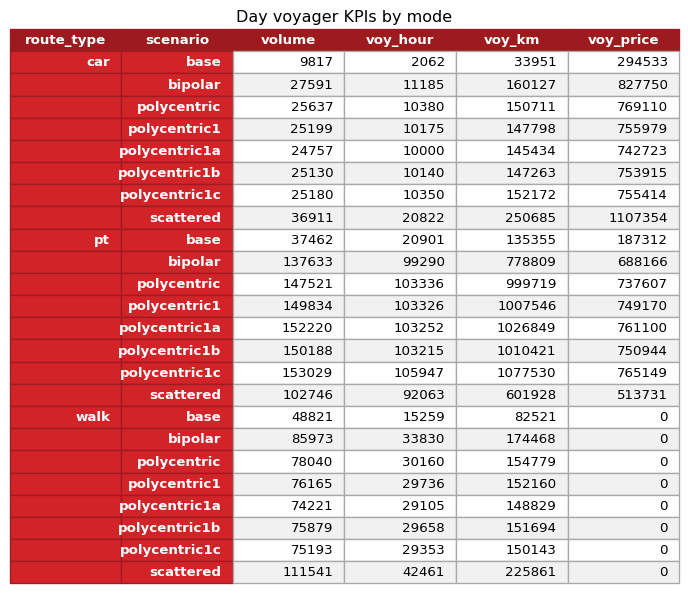 Day voyager KPIs by mode
route_type scenario volume voy_hour voy_km voy_price
car base 9817 2062 33951 294533
bipolar 27591 11185 160127 827750
polycentric 25637 10380 150711 769110
polycentric1 25199 10175 147798 755979
polycentric1a 24757 10000 145434 742723
polycentric1b 25130 10140 147263 753915
polycentric1c 25180 10350 152172 755414
scattered 36911 20822 250685 1107354
pt base 37462 20901 135355 187312
bipolar 137633 99290 778809 688166
polycentric 147521 103336 999719 737607
polycentric1 149834 103326 1007546 749170
polycentric1a 152220 103252 1026849 761100
polycentric1b 150188 103215 1010421 750944
polycentric1c 153029 105947 1077530 765149
scattered 102746 92063 601928 513731
walk base 48821 15259 82521 0
bipolar 85973 33830 174468 0
polycentric 78040 30160 154779 0
polycentric1 76165 29736 152160 0
polycentric1a 74221 29105 148829 0
polycentric1b 75879 29658 151694 0
polycentric1c 75193 29353 150143 0
scattered 111541 42461 225861 0